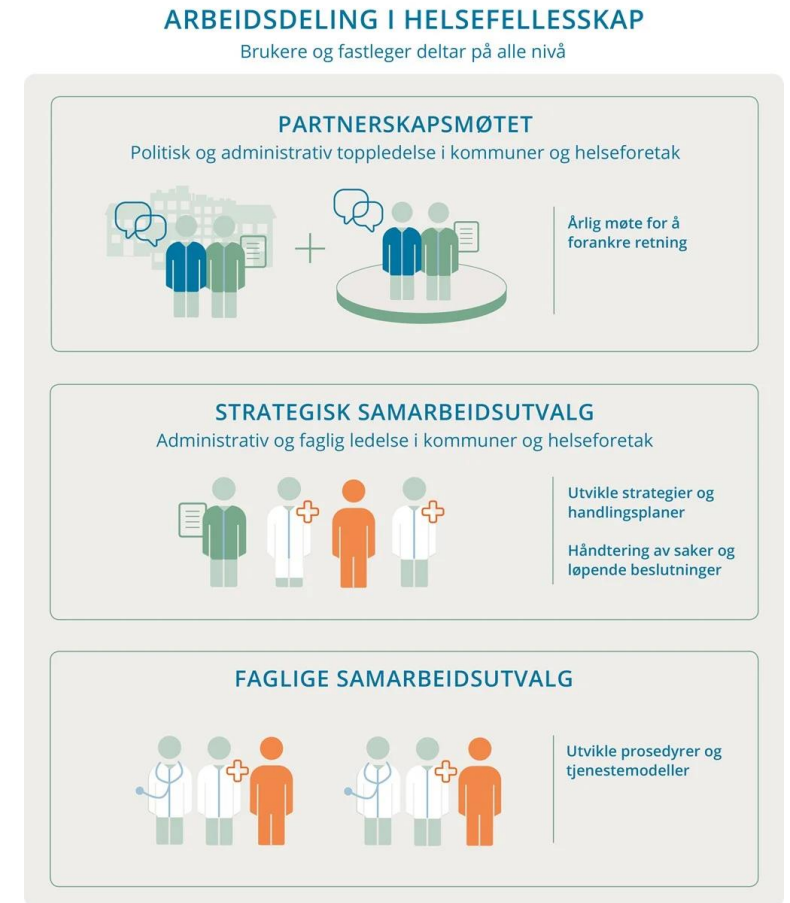 ARBEIDSDELING I HELSEFELLESSKAP
Brukere og fastleger deltar på alle nivå
PARTNERSKAPSMØTET
Politisk og administrativ toppledelse i kommuner og helseforetak
Årlig møte for å
forankre retning
STRATEGISK SAMARBEIDSUTVALG
Administrativ og faglig ledelse i kommuner og helseforetak
Utvikle strategier og
handlingsplaner
Håndtering av saker og
løpende beslutninger
FAGLIGE SAMARBEIDSUTVALG
Utvikle prosedyrer og
tjenestemodeller